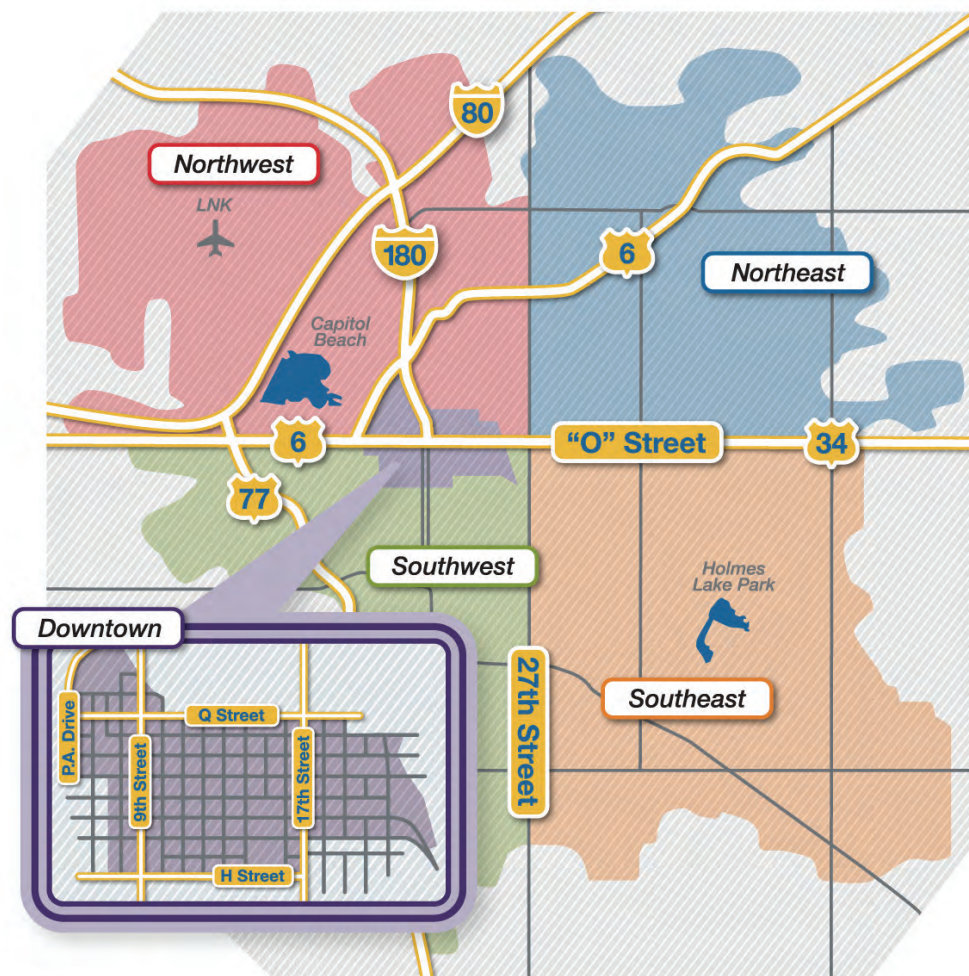 80
Northwest
LNK
180
6
Northeast
Capitol
Beach
6
"O" Street
34
77
Southwest
Holmes
Lake Park
Downtown
27th Street
Southeast
P.A. Drive
Q Street
9th Street
17th Street
H Street